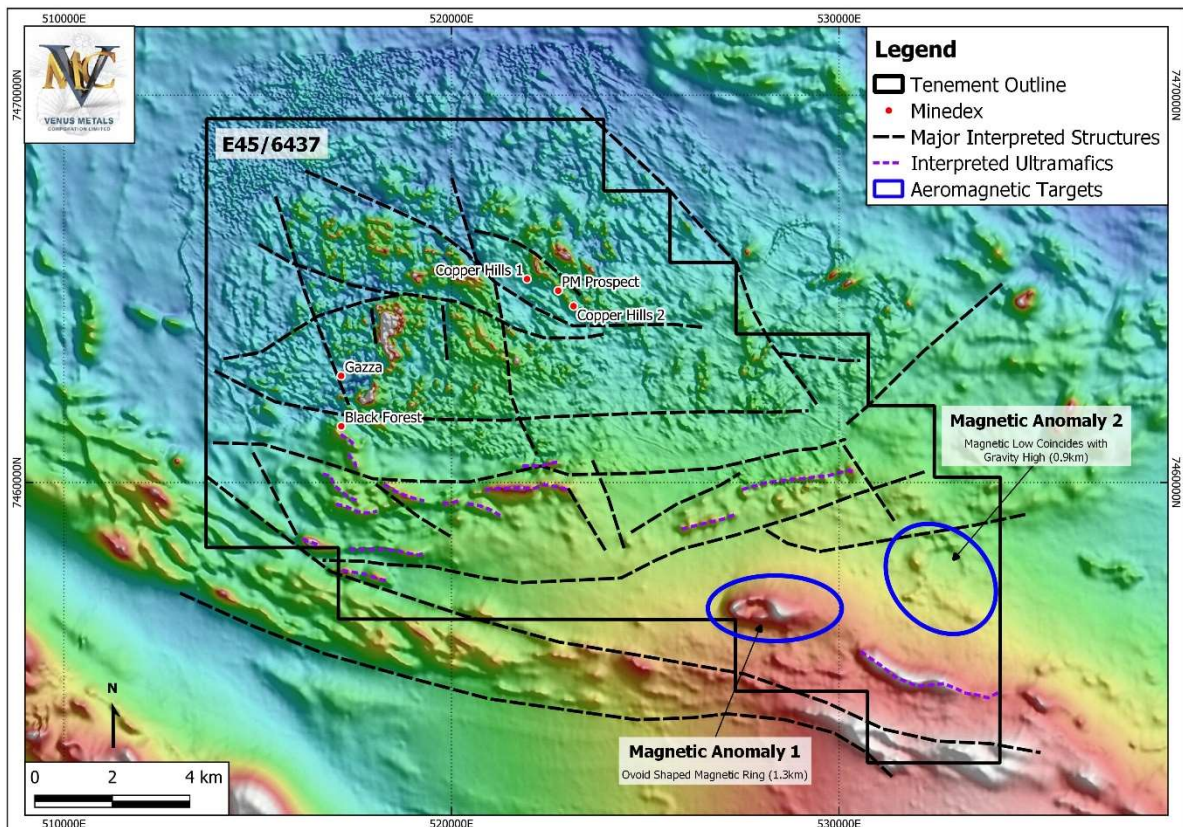 510000E
520000E
530000E
VMC
VENUS METALS
CORPORATION LIMITED
E45/6437
Legend
Tenement Outline
Minedex
Major Interpreted Structures
Interpreted Ultramafics
Aeromagnetic Targets
7470000N
7470000N
Copper Hills 1
PM Prospect
Copper Hills 2
Gazza
Black Forest
Magnetic Anomaly 2
Magnetic Low Coincides with
Gravity High (0.9km)
7460000N
7460000N
N
Magnetic Anomaly 1
Ovoid Shaped Magnetic Ring (1.3km)
0 2 4 km
510000E
520000E
530000E